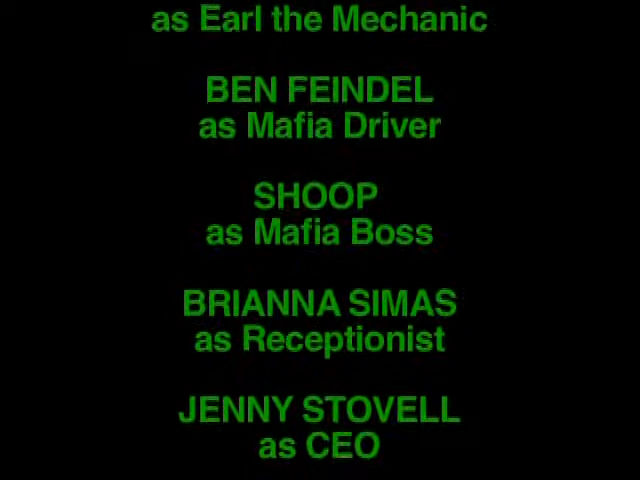 as Earl the Mechanic
BEN FEINDEL
as Mafia Driver
SHOOP
as Mafia Boss
BRIANNA SIMAS
as Receptionist
JENNY STOVELL
as CEO